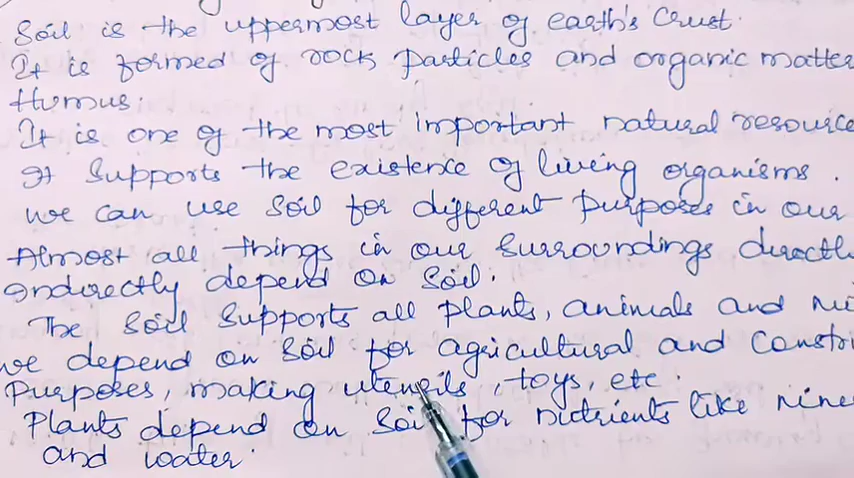 Soil is the uppermost layer of earth's crust.
It is formed of rock particles and organic matter
Humus.
It is one of the most important natural resource
It supports the existence of living organisms.
we can use soil for different purposes in our
Almost all things in our surroundings
Indirectly depend on soil.
The soil supports all plants, animals and
we depend on soil for agricultural and
Purposes, making utensils, toys, etc.
Plants depend on soil for nutrients like
and water.